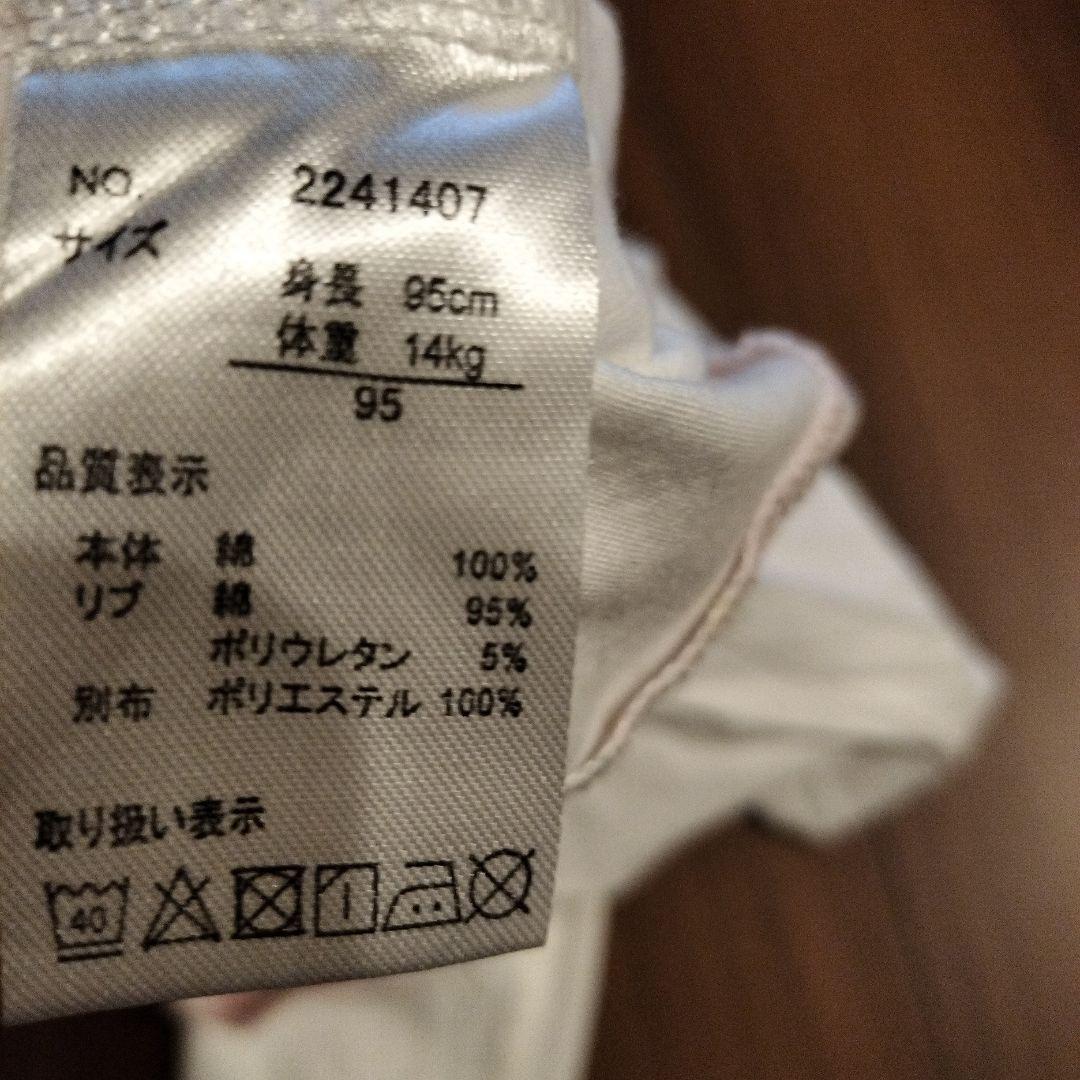 NO. 2241407
サイズ
身長 95cm
体重 14kg
95
品質表示
本体 綿 100%
リブ 綿 95%
ポリウレタン 5%
別布 ポリエステル 100%
取り扱い表示
40